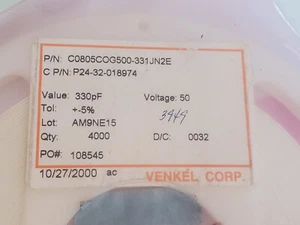 P/N: C0805COG500-331JN2E
C P/N: P24-32-018974
Value: 330pF Voltage: 50
Tol: +-5% 3949
Lot: AM9NE15
Qty: 4000 D/C: 0032
PO#: 108545
10/27/2000 ac VENKEL CORP.